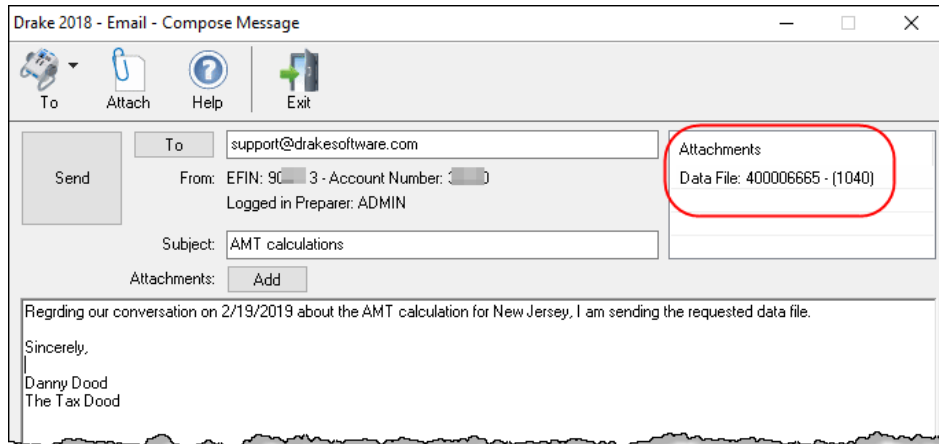 Drake 2018 - Email - Compose Message
To Attach Help Exit
Send
To support@drakesoftware.com
From: EFIN: 90 3 - Account Number:
Logged in Preparer: ADMIN
Subject: AMT calculations
Attachments: Add
Attachments
Data File: 400006665 - (1040)
Regrding our conversation on 2/19/2019 about the AMT calculation for New Jersey, I am sending the requested data file.
Sincerely,
Danny Dood
The Tax Dood